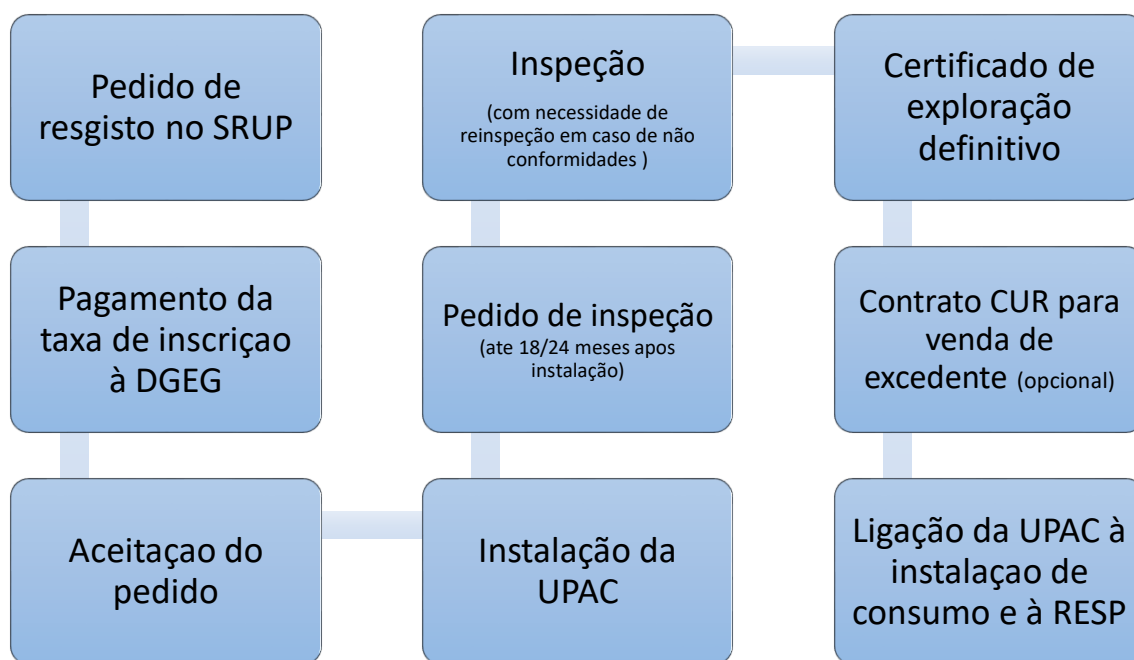 Pedido de
resgisto no SRUP
Pagamento da
taxa de inscriçao
à DGEG
Aceitaçao do
pedido
Instalação da
UPAC
Pedido de inspeção
(ate 18/24 meses apos
instalação)
Inspeção
(com necessidade de
reinspeção em caso de não
conformidades )
Certificado de
exploração
definitivo
Contrato CUR para
venda de
excedente (opcional)
Ligação da UPAC à
instalaçao de
consumo e à RESP